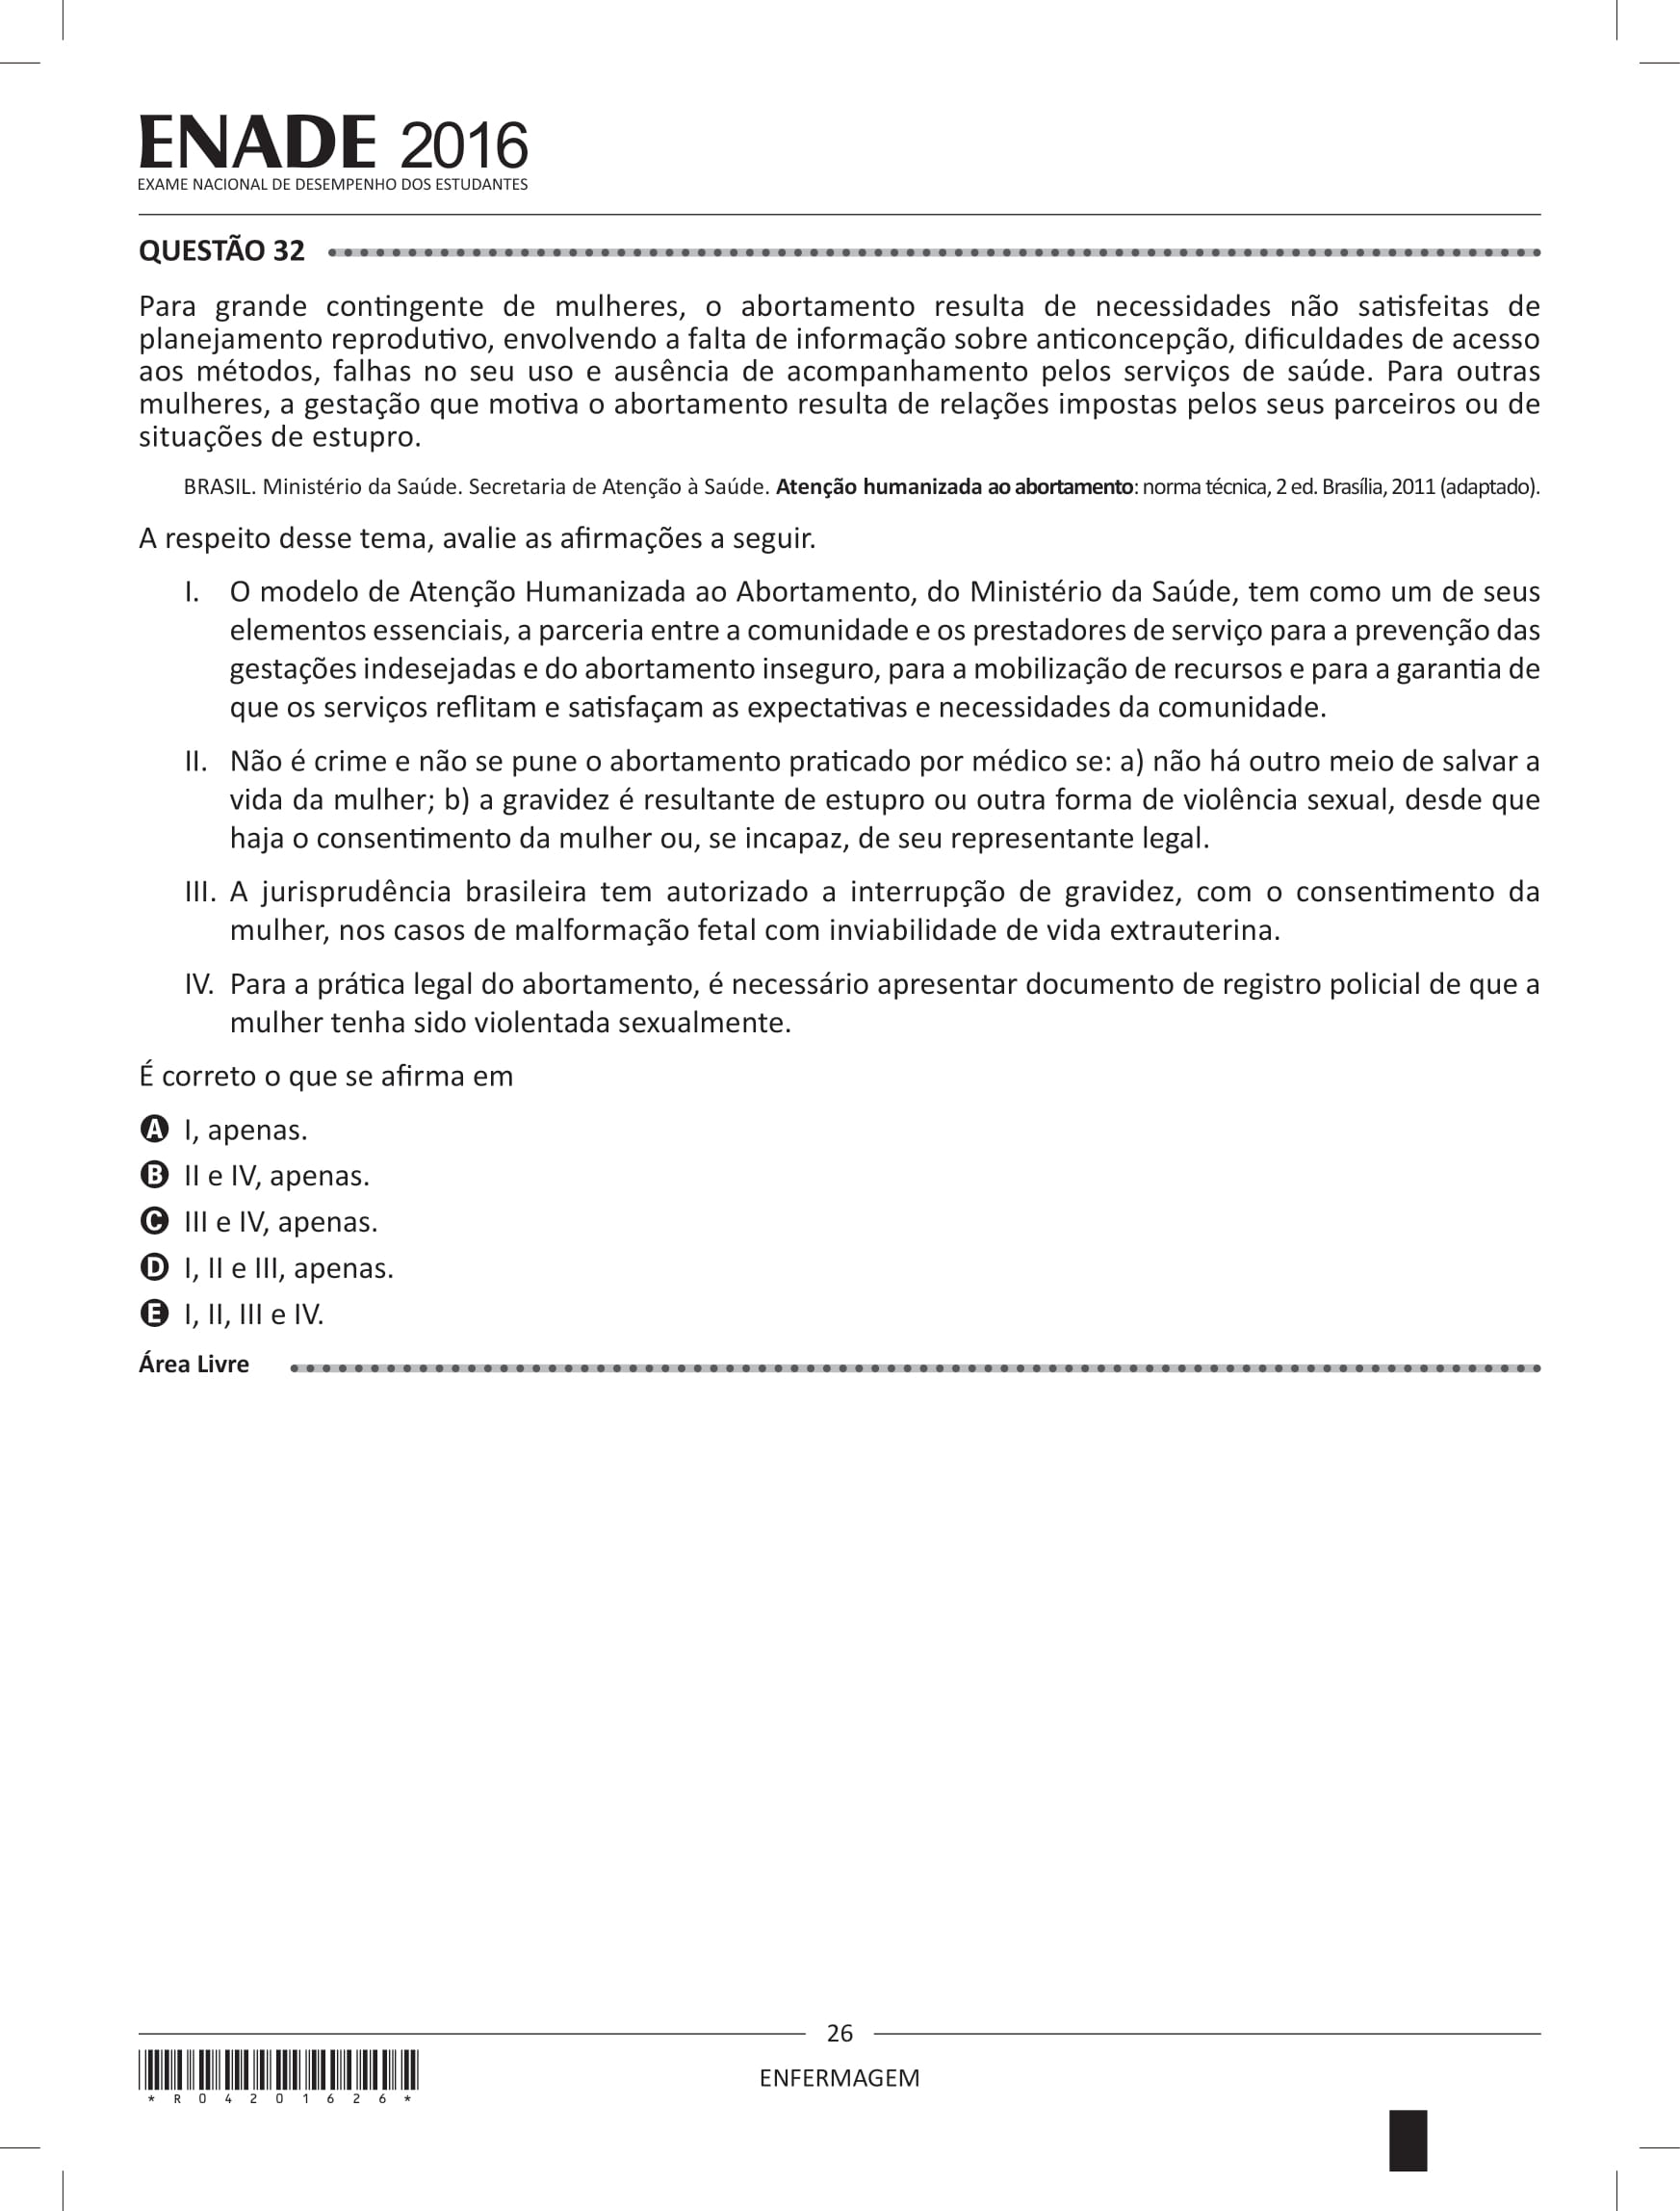 ENADE 2016
EXAME NACIONAL DE DESEMPENHO DOS ESTUDANTES
QUESTÃO 32
Para grande contingente de mulheres, o abortamento resulta de necessidades não satisfeitas de
planejamento reprodutivo, envolvendo a falta de informação sobre anticoncepção, dificuldades de acesso
aos métodos, falhas no seu uso e ausência de acompanhamento pelos serviços de saúde. Para outras
mulheres, a gestação que motiva o abortamento resulta de relações impostas pelos seus parceiros ou de
situações de estupro.
BRASIL. Ministério da Saúde. Secretaria de Atenção à Saúde. Atenção humanizada ao abortamento: norma técnica, 2 ed. Brasília, 2011 (adaptado).
A respeito desse tema, avalie as afirmações a seguir.
I. O modelo de Atenção Humanizada ao Abortamento, do Ministério da Saúde, tem como um de seus
elementos essenciais, a parceria entre a comunidade e os prestadores de serviço para a prevenção das
gestações indesejadas e do abortamento inseguro, para a mobilização de recursos e para a garantia de
que os serviços reflitam e satisfaçam as expectativas e necessidades da comunidade.
II. Não é crime e não se pune o abortamento praticado por médico se: a) não há outro meio de salvar a
vida da mulher; b) a gravidez é resultante de estupro ou outra forma de violência sexual, desde que
haja o consentimento da mulher ou, se incapaz, de seu representante legal.
III. A jurisprudência brasileira tem autorizado a interrupção de gravidez, com o consentimento da
mulher, nos casos de malformação fetal com inviabilidade de vida extrauterina.
IV. Para a prática legal do abortamento, é necessário apresentar documento de registro policial de que a
mulher tenha sido violentada sexualmente.
É correto o que se afirma em
A I, apenas.
B II e IV, apenas.
C III e IV, apenas.
D I, II e III, apenas.
E I, II, III e IV.
Área Livre
26
ENFERMAGEM
* R 0 4 2 0 1 6 2 6 *